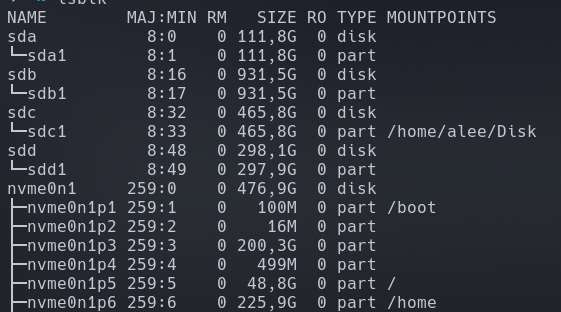 lsblk
NAME MAJ:MIN RM SIZE RO TYPE MOUNTPOINTS
sda 8:0 0 111,8G 0 disk
└─sda1 8:1 0 111,8G 0 part
sdb 8:16 0 931,5G 0 disk
└─sdb1 8:17 0 931,5G 0 part
sdc 8:32 0 465,8G 0 disk
└─sdc1 8:33 0 465,8G 0 part /home/alee/Disk
sdd 8:48 0 298,1G 0 disk
└─sdd1 8:49 0 297,9G 0 part
nvme0n1 259:0 0 476,9G 0 disk
├─nvme0n1p1 259:1 0 100M 0 part /boot
├─nvme0n1p2 259:2 0 16M 0 part
├─nvme0n1p3 259:3 0 200,3G 0 part
├─nvme0n1p4 259:4 0 499M 0 part
├─nvme0n1p5 259:5 0 48,8G 0 part /
├─nvme0n1p6 259:6 0 225,9G 0 part /home